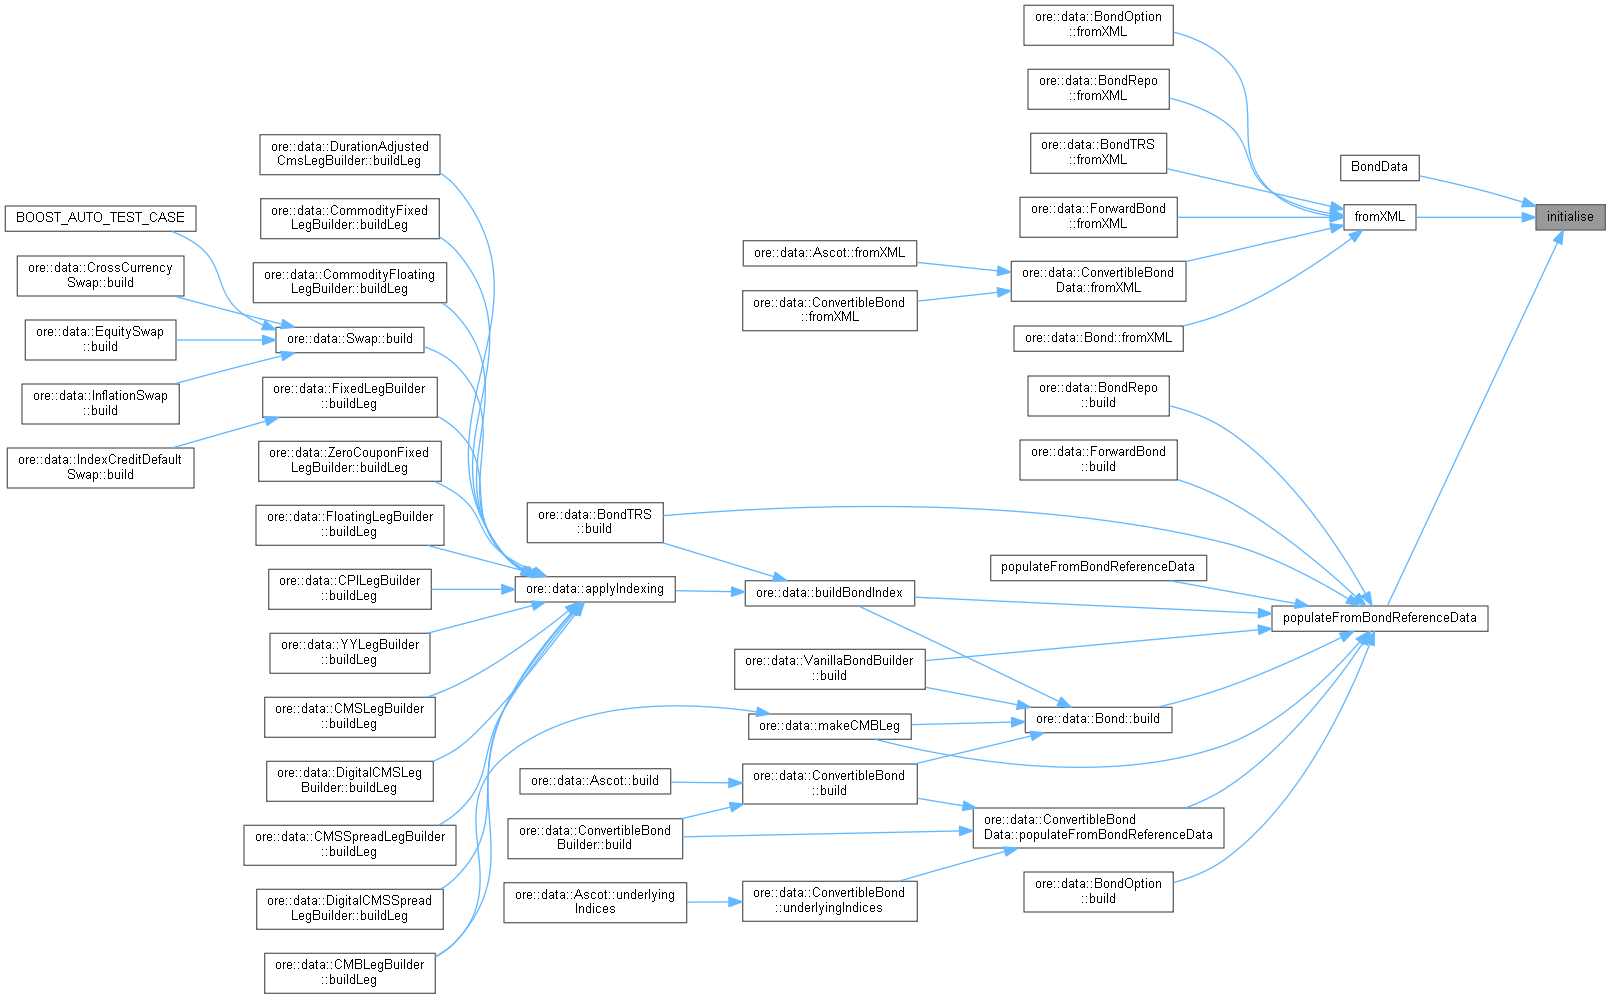 ore::data::BondOption
::fromXML
ore::data::BondRepo
::fromXML
ore::data::BondTRS
::fromXML
ore::data::ForwardBond
::fromXML
ore::data::ConvertibleBond
Data::fromXML
ore::data::Bond::fromXML
BondData
fromXML
initialise
ore::data::Ascot::fromXML
ore::data::ConvertibleBond
::fromXML
ore::data::BondRepo
::build
ore::data::ForwardBond
::build
populateFromBondReferenceData
populateFromBondReferenceData
ore::data::Bond::build
ore::data::ConvertibleBond
Data::populateFromBondReferenceData
ore::data::BondOption
::build
ore::data::BondTRS
::build
ore::data::applyIndexing
ore::data::buildBondIndex
ore::data::VanillaBondBuilder
::build
ore::data::makeCMBLeg
ore::data::ConvertibleBond
::build
ore::data::Ascot::build
ore::data::ConvertibleBond
Builder::build
ore::data::Ascot::underlying
Indices
ore::data::ConvertibleBond
::underlyingIndices
ore::data::DurationAdjusted
CmsLegBuilder::buildLeg
ore::data::CommodityFixed
LegBuilder::buildLeg
ore::data::CommodityFloating
LegBuilder::buildLeg
ore::data::Swap::build
ore::data::FixedLegBuilder
::buildLeg
ore::data::ZeroCouponFixed
LegBuilder::buildLeg
ore::data::FloatingLegBuilder
::buildLeg
ore::data::CPILegBuilder
::buildLeg
ore::data::YYLegBuilder
::buildLeg
ore::data::CMSLegBuilder
::buildLeg
ore::data::DigitalCMSLeg
Builder::buildLeg
ore::data::CMSSpreadLegBuilder
::buildLeg
ore::data::DigitalCMSSpread
LegBuilder::buildLeg
ore::data::CMBLegBuilder
::buildLeg
BOOST_AUTO_TEST_CASE
ore::data::CrossCurrency
Swap::build
ore::data::EquitySwap
::build
ore::data::InflationSwap
::build
ore::data::IndexCreditDefault
Swap::build